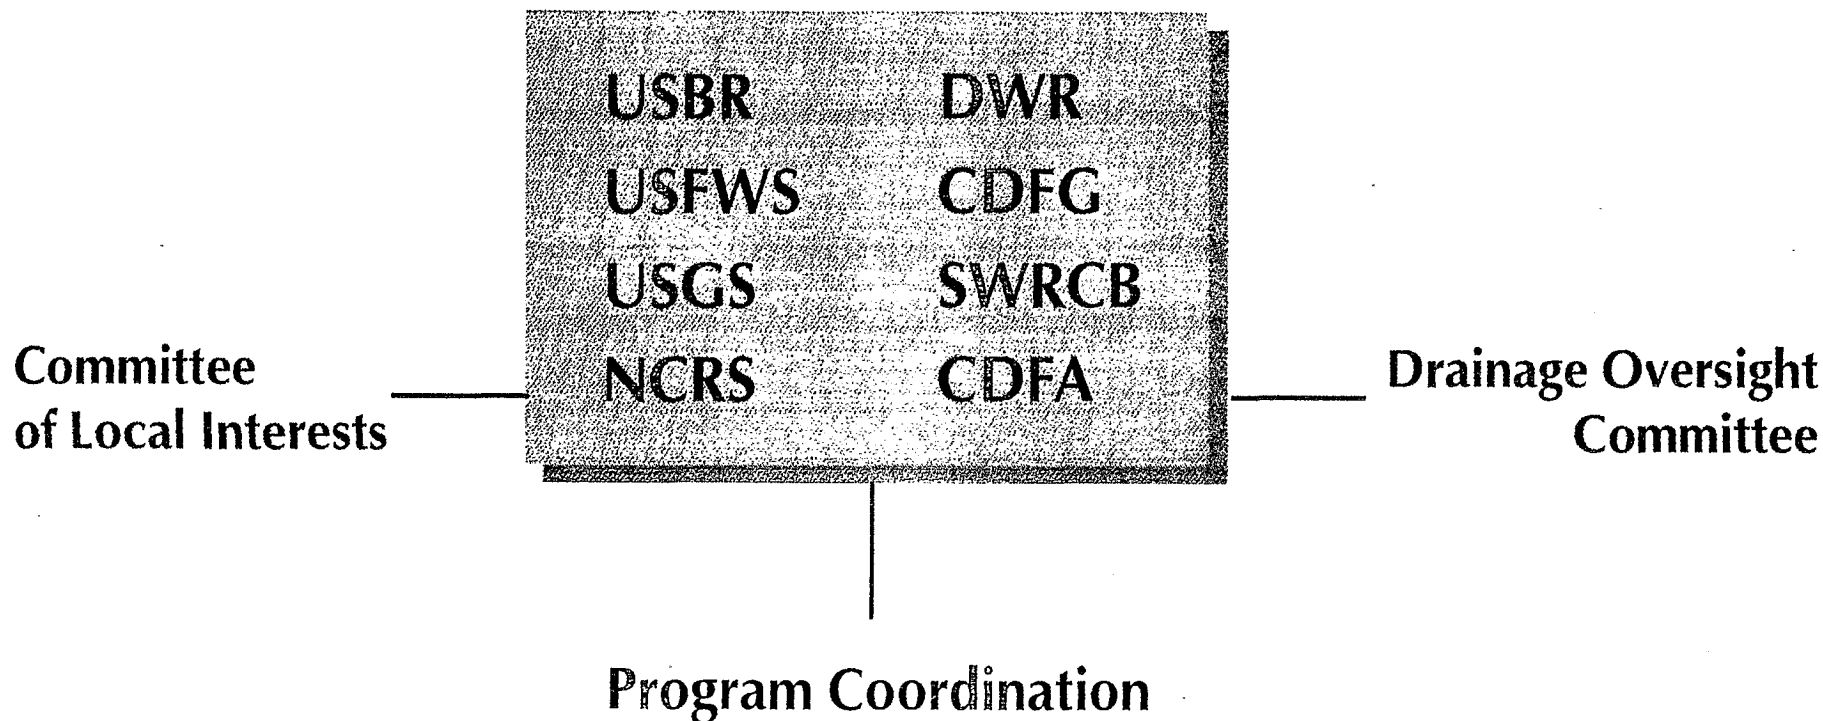 USBR DWR
USFWS CDFG
USGS SWRCB
NCRS CDFA
Committee
of Local Interests
Drainage Oversight
Committee
Program Coordination